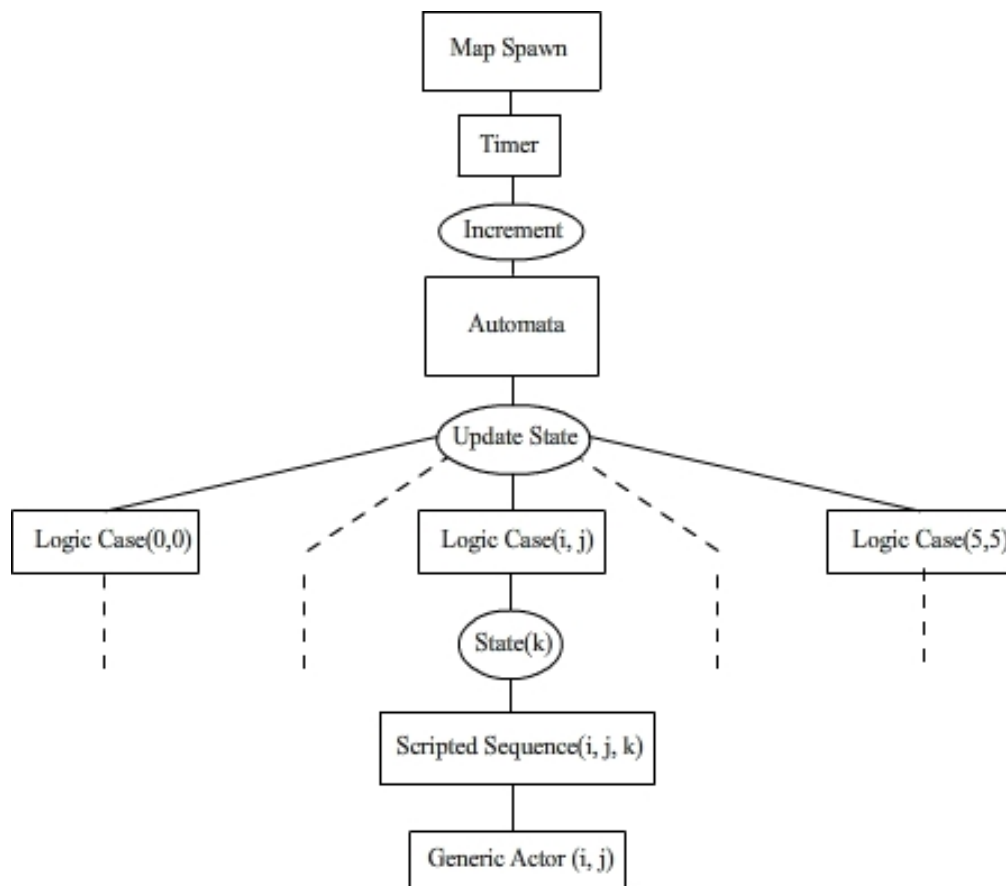 Map Spawn
Timer
Increment
Automata
Update State
Logic Case(0,0)
Logic Case(i, j)
Logic Case(5,5)
State(k)
Scripted Sequence(i, j, k)
Generic Actor (i, j)